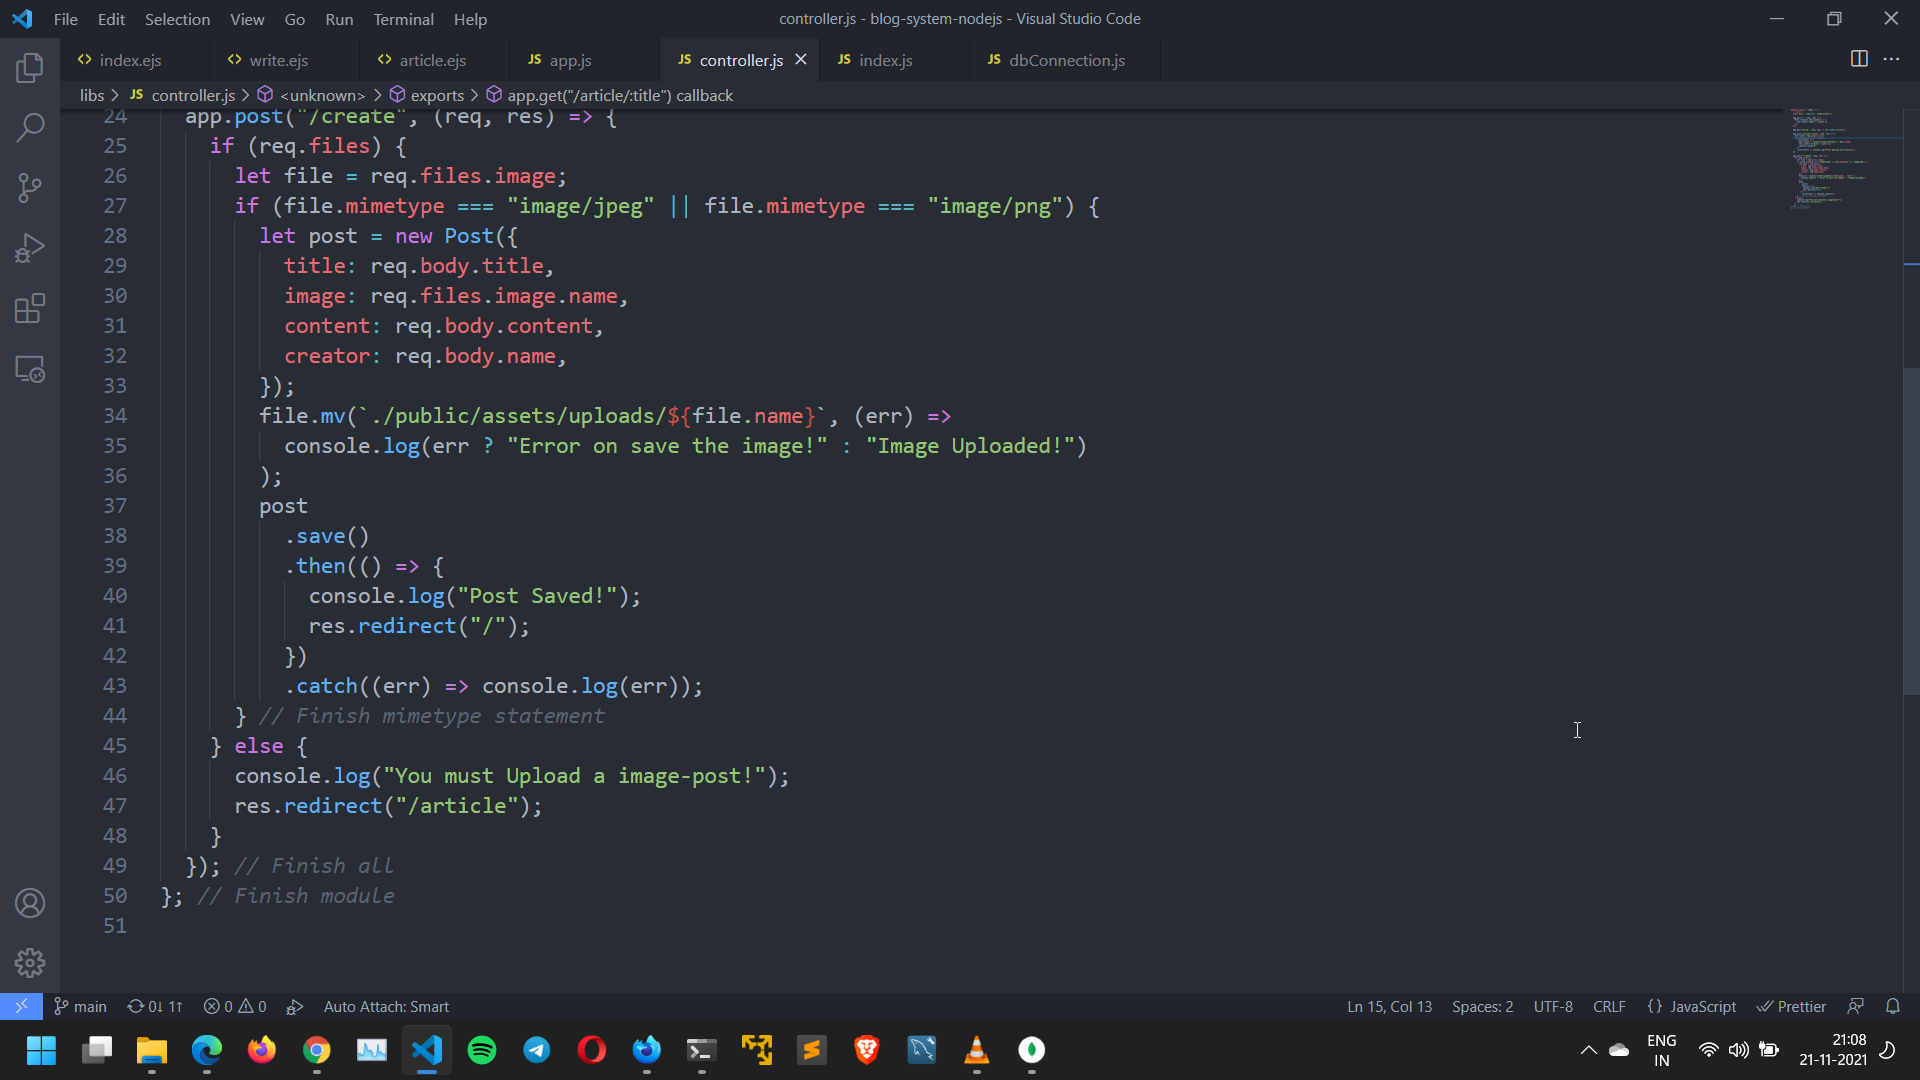 File Edit Selection View Go Run Terminal Help controller.js - blog-system-nodejs - Visual Studio Code
index.ejs write.ejs article.ejs JS app.js JS controller.js JS index.js JS dbConnection.js
libs > JS controller.js > <unknown> > exports > app.get("/article/:title") callback
24 app.post("/create", (req, res) => {
25 if (req.files) {
26 let file = req.files.image;
27 if (file.mimetype === "image/jpeg" || file.mimetype === "image/png") {
28 let post = new Post({
29 title: req.body.title,
30 image: req.files.image.name,
31 content: req.body.content,
32 creator: req.body.name,
33 });
34 file.mv(`./public/assets/uploads/${file.name}`, (err) =>
35 console.log(err ? "Error on save the image!" : "Image Uploaded!")
36 );
37 post
38 .save()
39 .then(() => {
40 console.log("Post Saved!");
41 res.redirect("/");
42 })
43 .catch((err) => console.log(err));
44 } // Finish mimetype statement
45 } else {
46 console.log("You must Upload a image-post!");
47 res.redirect("/article");
48 }
49 }); // Finish all
50 }; // Finish module
51
main 0↓ 1↑ 0 0 Auto Attach: Smart Ln 15, Col 13 Spaces: 2 UTF-8 CRLF {} JavaScript Prettier
ENG 21:08
IN 21-11-2021